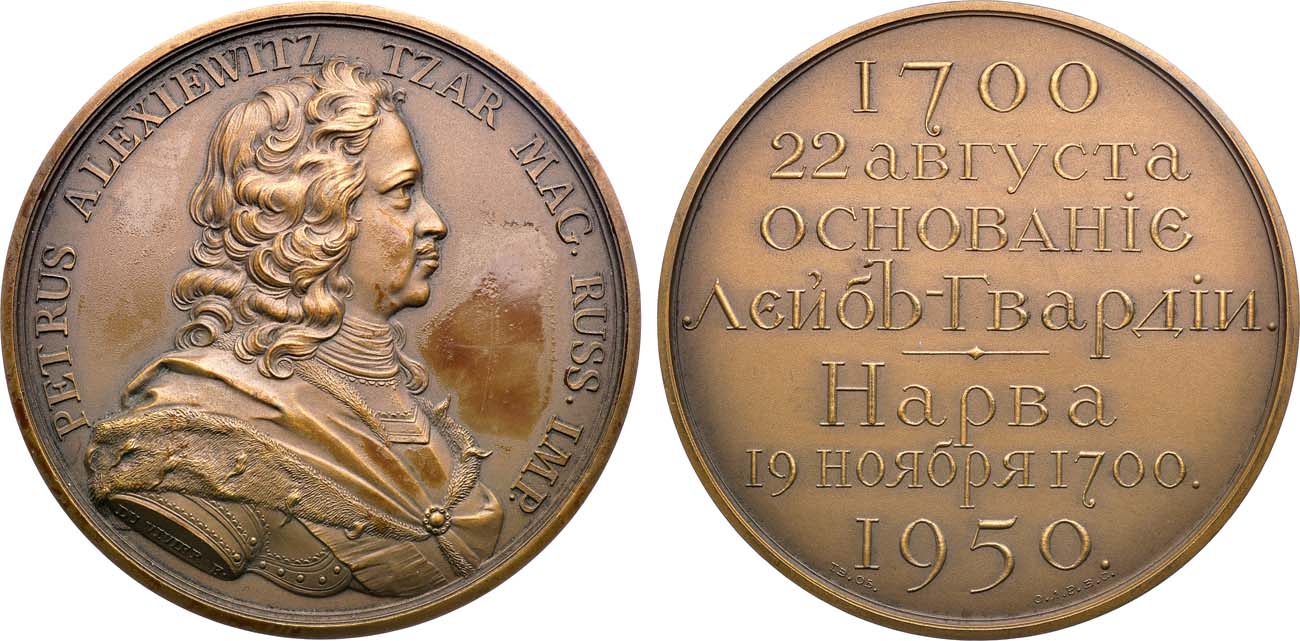 PETRUS ALEXIEWITZ TZAR MAG. RUSS. IMP.
1700
22 августа
ОСНОВАНІЄ
.Лєйбъ-Гвардіи.
Нарва
19 ноября 1700.
1950.